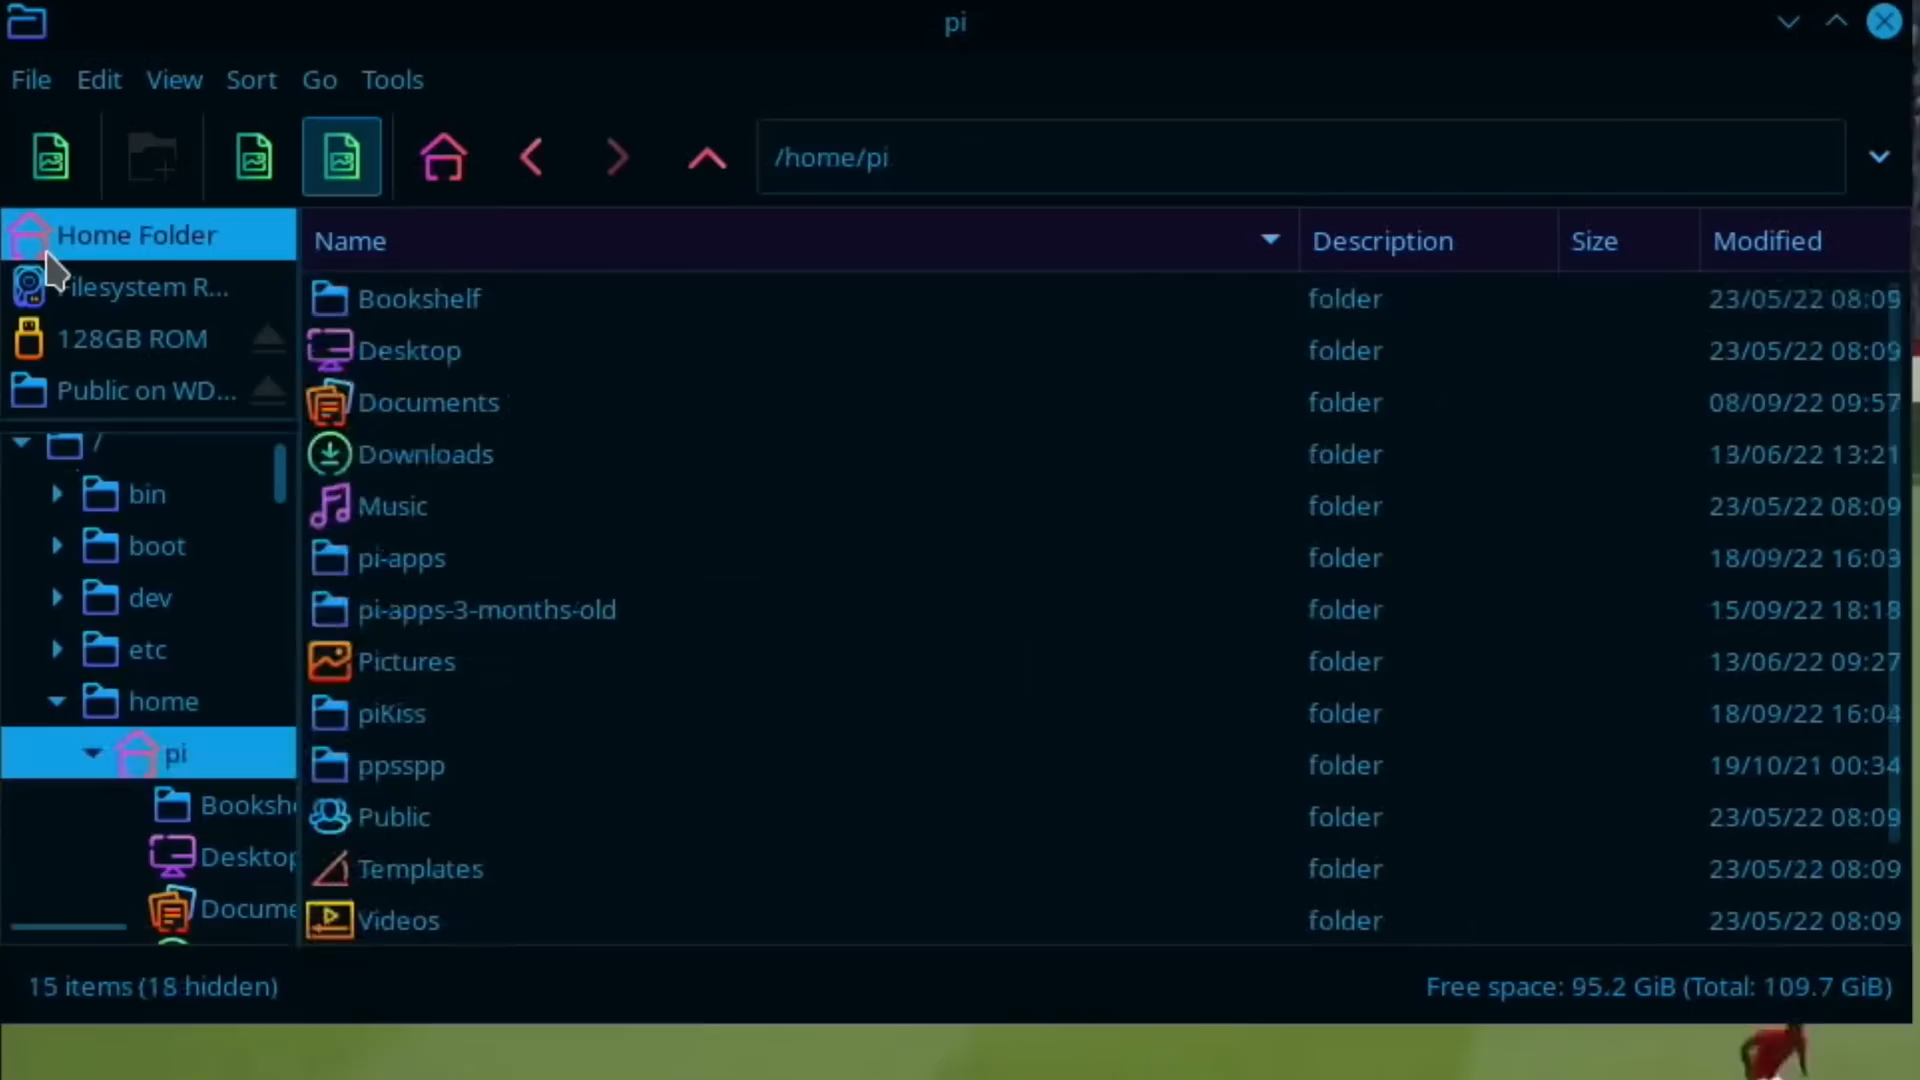 pi
File Edit View Sort Go Tools
/home/pi
Home Folder
Filesystem R...
128GB ROM
Public on WD...
/
bin
boot
dev
etc
home
pi
Booksh
Desktop
Docume
Name Description Size Modified
Bookshelf folder 23/05/22 08:09
Desktop folder 23/05/22 08:09
Documents folder 08/09/22 09:57
Downloads folder 13/06/22 13:21
Music folder 23/05/22 08:09
pi-apps folder 18/09/22 16:03
pi-apps-3-months-old folder 15/09/22 18:18
Pictures folder 13/06/22 09:27
piKiss folder 18/09/22 16:04
ppsspp folder 19/10/21 00:34
Public folder 23/05/22 08:09
Templates folder 23/05/22 08:09
Videos folder 23/05/22 08:09
15 items (18 hidden) Free space: 95.2 GiB (Total: 109.7 GiB)